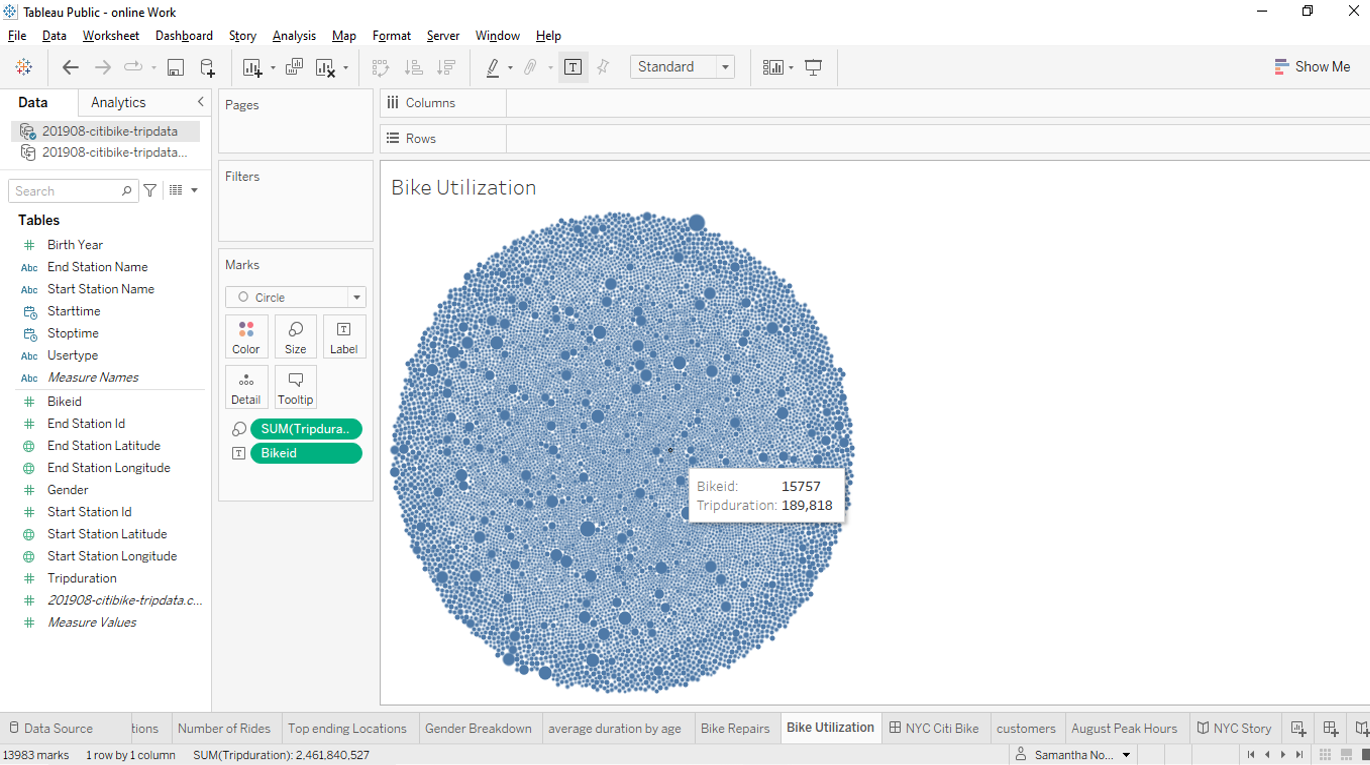 Tableau Public - online Work
File Data Worksheet Dashboard Story Analysis Map Format Server Window Help
Standard
Show Me
Data Analytics
Pages
Columns
201908-citibike-tripdata
201908-citibike-tripdata...
Rows
Search
Filters
Bike Utilization
Tables
Birth Year
Abc End Station Name
Abc Start Station Name
Starttime
Stoptime
Abc Usertype
Abc Measure Names
Bikeid
End Station Id
End Station Latitude
End Station Longitude
Gender
Start Station Id
Start Station Latitude
Start Station Longitude
Tripduration
201908-citibike-tripdata.c...
Measure Values
Marks
Circle
Color Size Label
Detail Tooltip
SUM(Tripdura..
Bikeid
Bikeid: 15757
Tripduration: 189,818
Data Source tions Number of Rides Top ending Locations Gender Breakdown average duration by age Bike Repairs Bike Utilization NYC Citi Bike customers August Peak Hours NYC Story
13983 marks 1 row by 1 column SUM(Tripduration): 2,461,840,527 Samantha No...